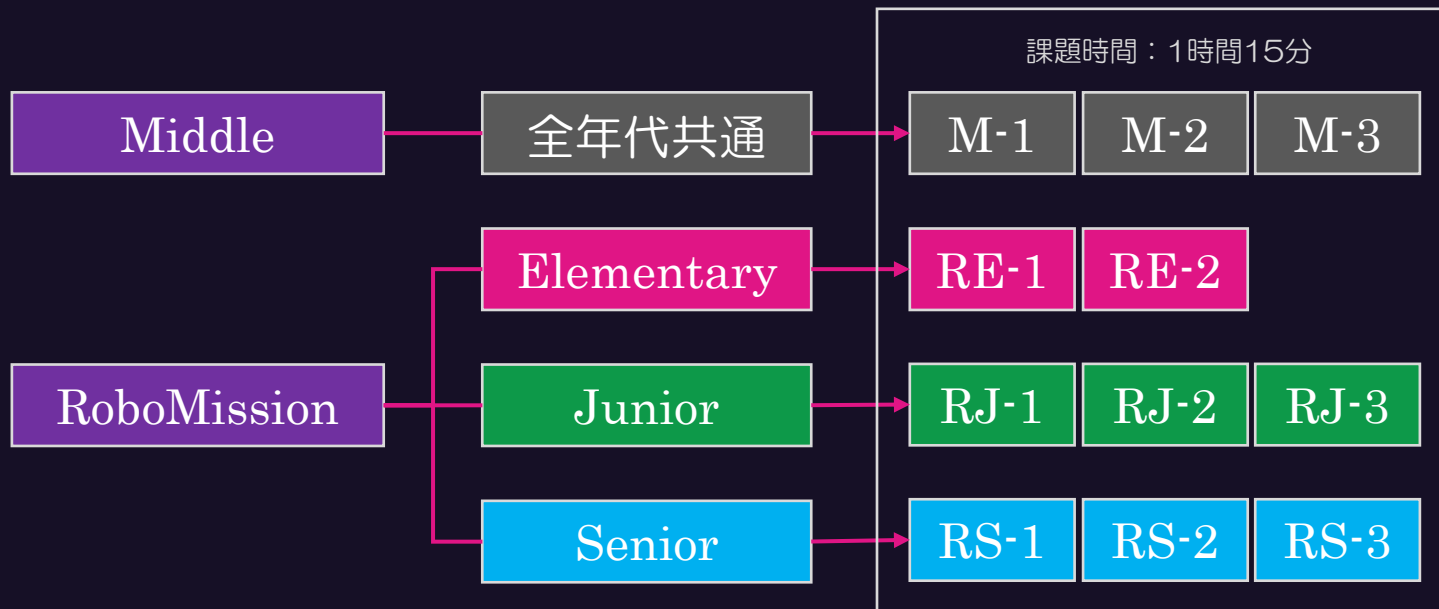 課題時間：1時間15分
Middle 全年代共通 M-1 M-2 M-3
Elementary RE-1 RE-2
RoboMission Junior RJ-1 RJ-2 RJ-3
Senior RS-1 RS-2 RS-3